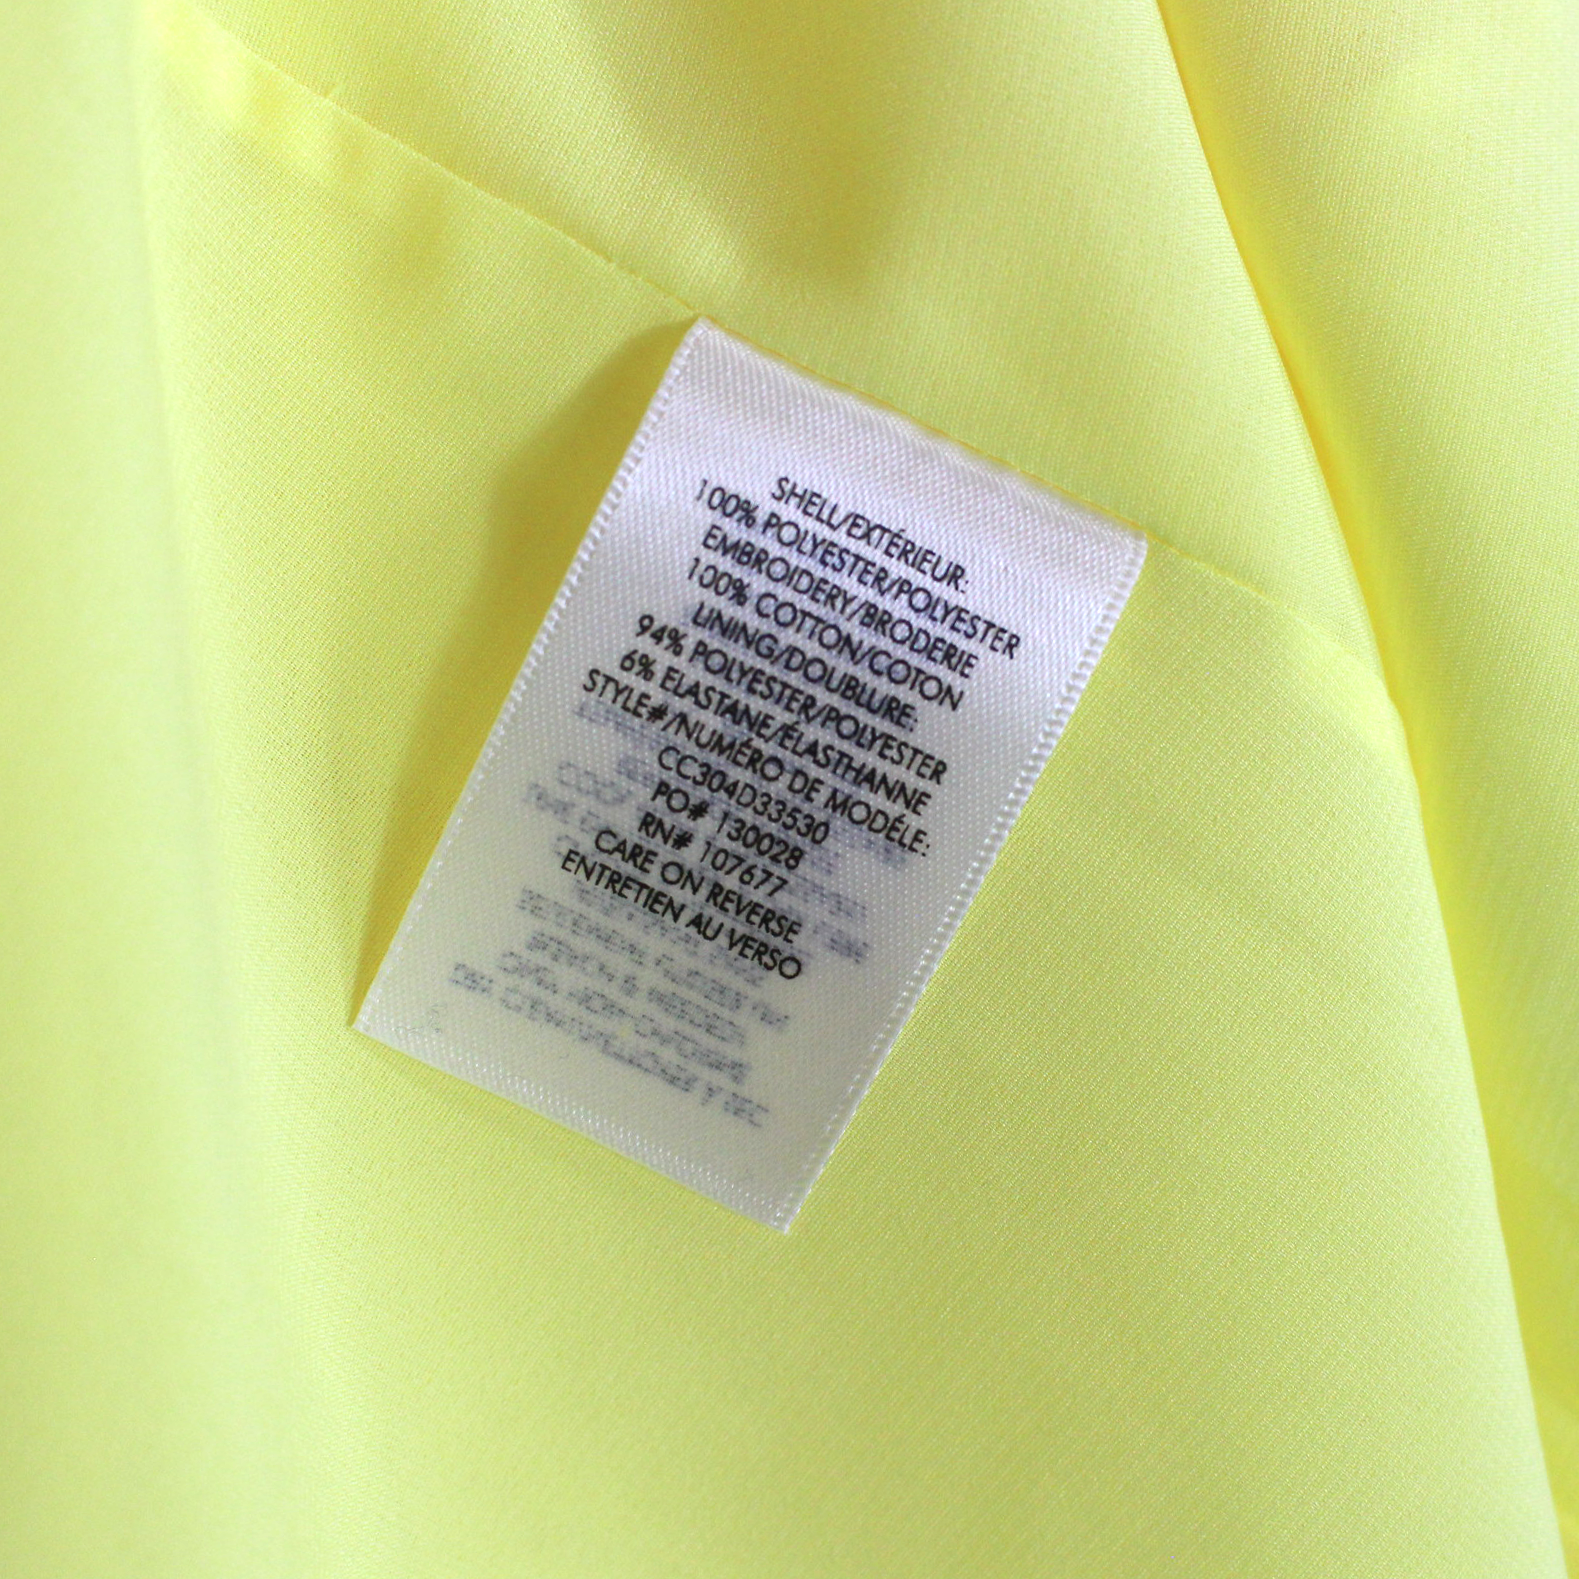 SHELL/EXTÉRIEUR:
100% POLYESTER/POLYESTER
EMBROIDERY/BRODERIE
100% COTTON/COTON
LINING/DOUBLURE:
94% POLYESTER/POLYESTER
6% ELASTANE/ÉLASTHANNE
STYLE#/NUMÉRO DE MODÉLE:
CC304D33530
PO# 130028
RN# 107677
CARE ON REVERSE
ENTRETIEN AU VERSO